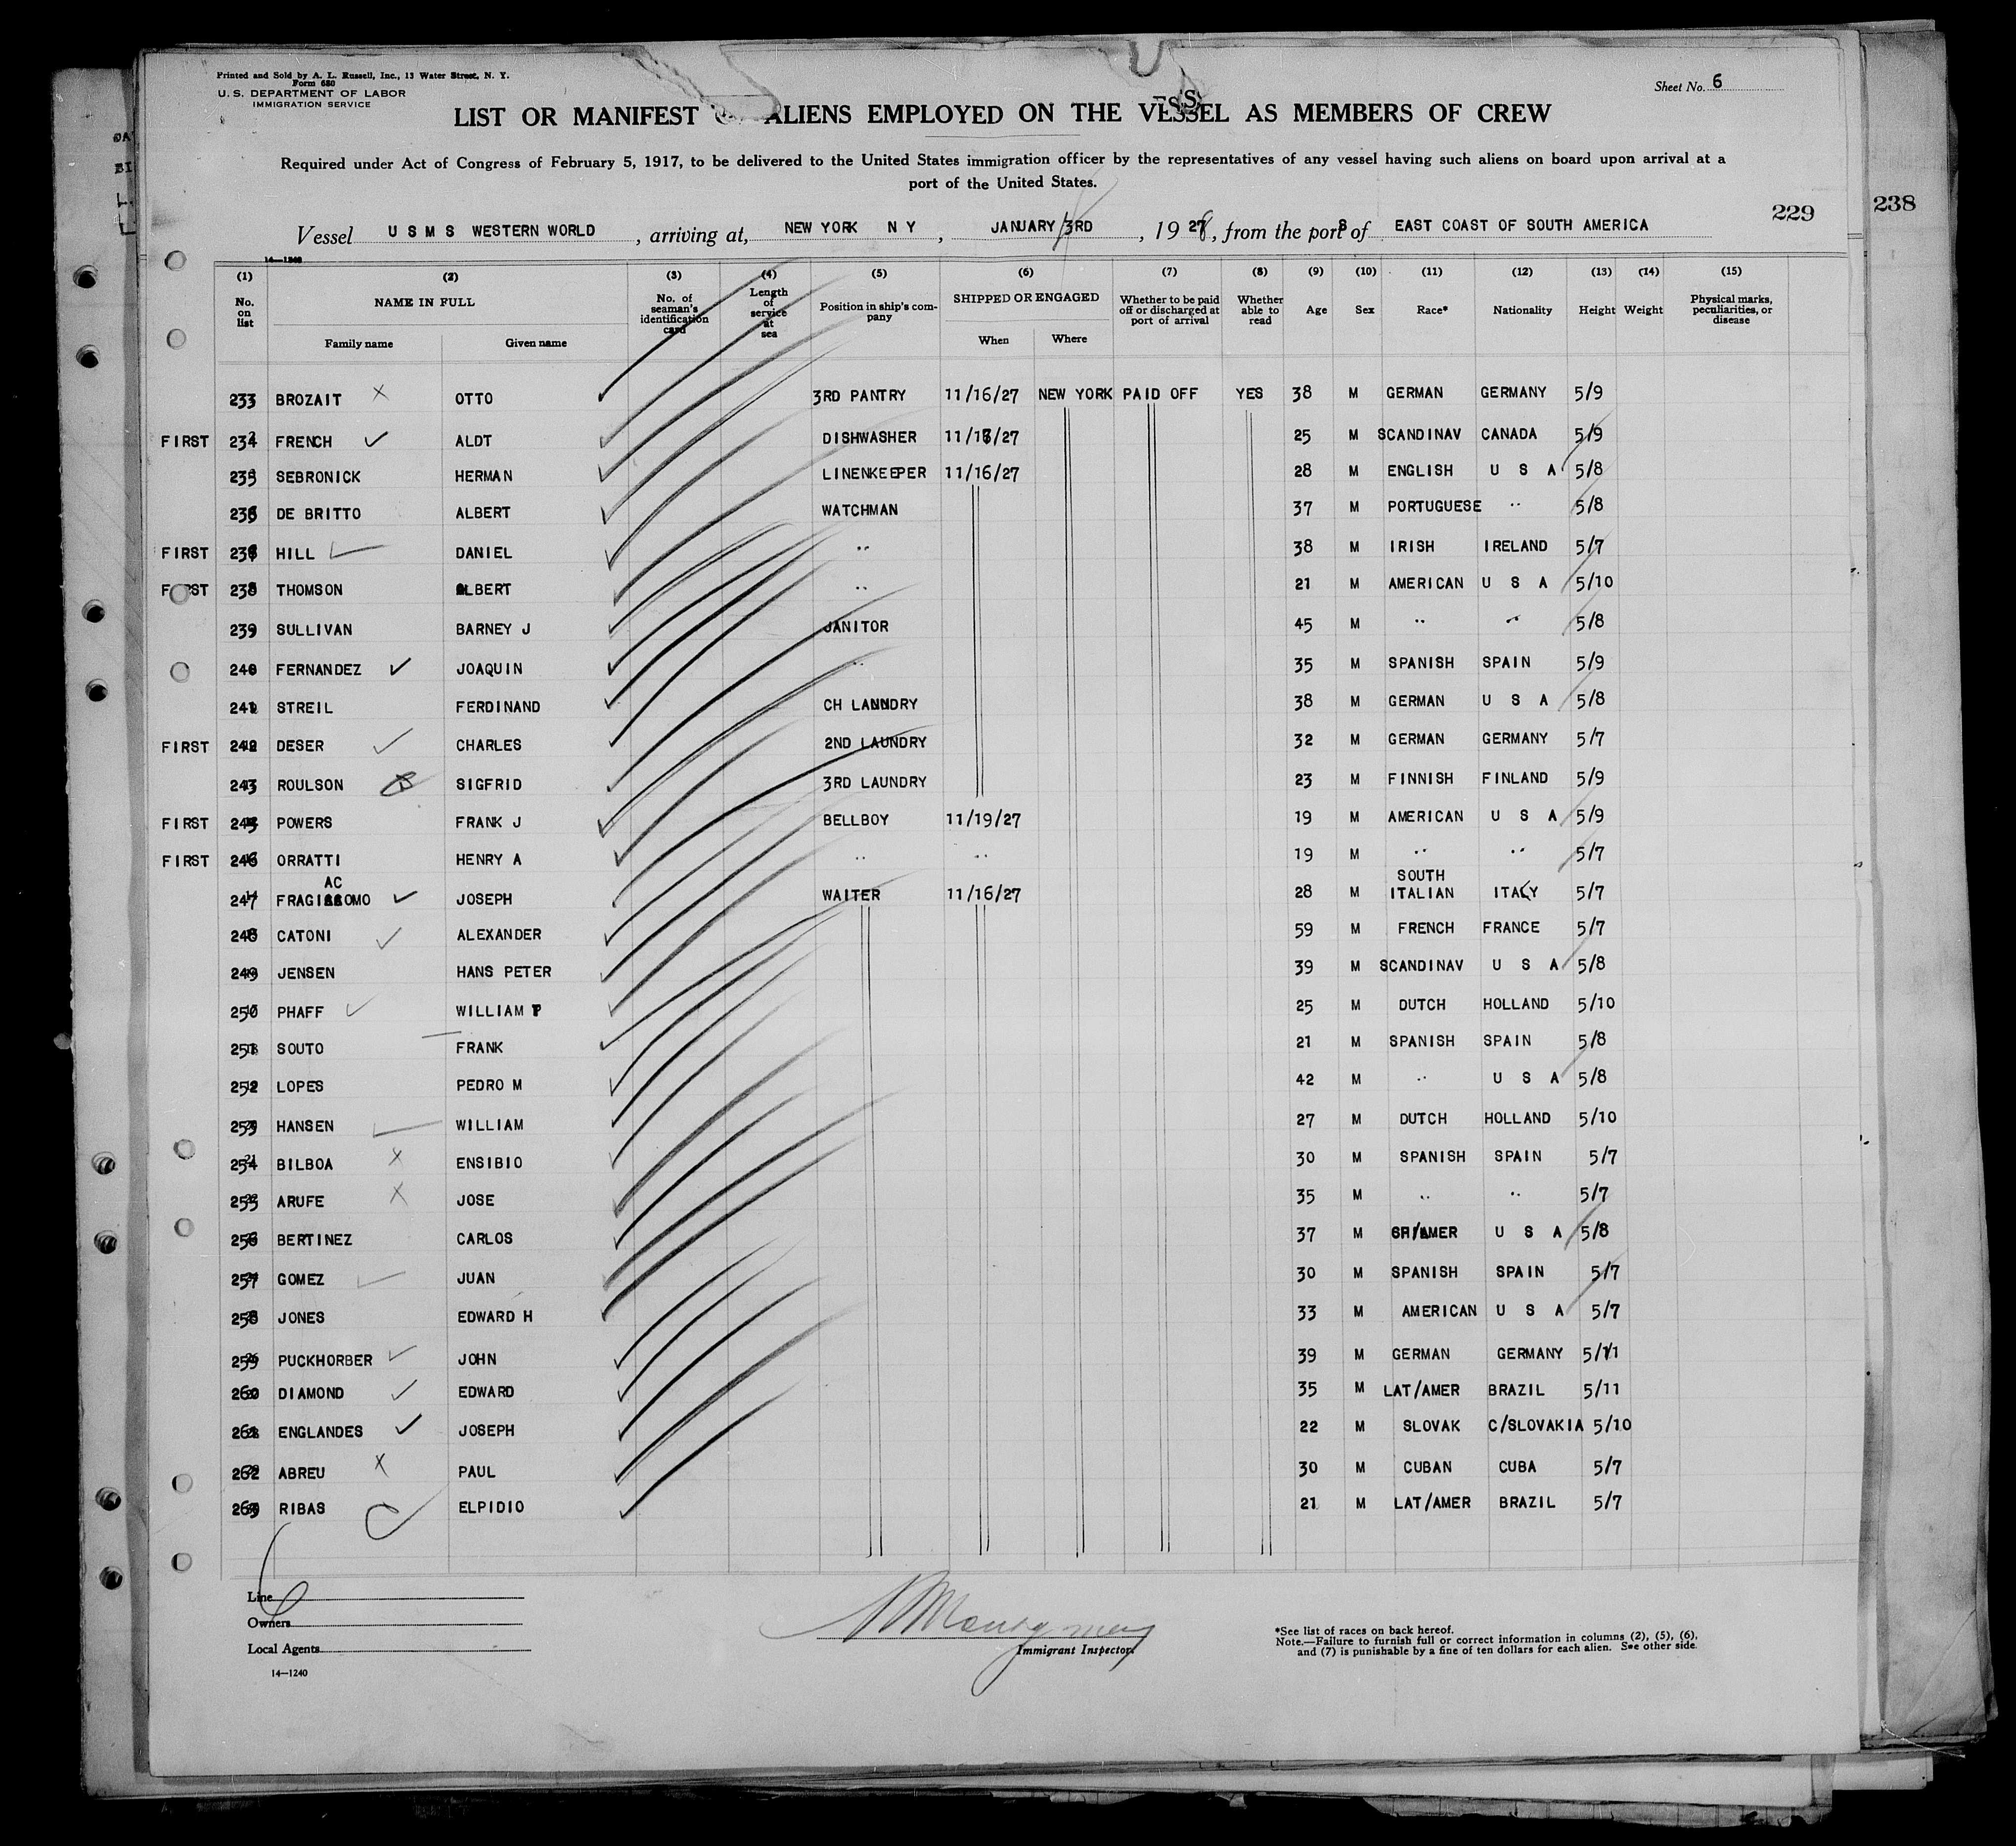 Printed and Sold by A. L. Russell, Inc., 13 Water Street, N. Y.
Form 680
U. S. DEPARTMENT OF LABOR
IMMIGRATION SERVICE
Sheet No. 6
LIST OR MANIFEST ALIENS EMPLOYED ON THE VESSEL AS MEMBERS OF CREW
Required under Act of Congress of February 5, 1917, to be delivered to the United States immigration officer by the representatives of any vessel having such aliens on board upon arrival at a
port of the United States.
229 238
Vessel U S M S WESTERN WORLD, arriving at, NEW YORK N Y, JANUARY 3RD, 1928, from the ports of EAST COAST OF SOUTH AMERICA
14—1240
(1) (2) (3) (4) (5) (6) (7) (8) (9) (10) (11) (12) (13) (14) (15)
No. on list NAME IN FULL Family name Given name No. of seaman's identification card Length of service at sea Position in ship's company SHIPPED OR ENGAGED When Where Whether to be paid off or discharged at port of arrival Whether able to read Age Sex Race* Nationality Height Weight Physical marks, peculiarities, or disease
233 BROZAIT X OTTO 3RD PANTRY 11/16/27 NEW YORK PAID OFF YES 38 M GERMAN GERMANY 5/9
FIRST 234 FRENCH ✓ ALDT DISHWASHER 25 M SCANDINAV CANADA 5/9
235 SEBRONICK HERMAN LINENKEEPER 11/16/27 28 M ENGLISH U S A 5/8
236 DE BRITTO ALBERT WATCHMAN 37 M PORTUGUESE " 5/8
FIRST 237 HILL ✓ DANIEL " 38 M IRISH IRELAND 5/7
FIRST 238 THOMSON ALBERT " 21 M AMERICAN U S A 5/10
239 SULLIVAN BARNEY J JANITOR 45 M " " 5/8
240 FERNANDEZ ✓ JOAQUIN " 35 M SPANISH SPAIN 5/9
241 STREIL FERDINAND CH LAUNDRY 38 M GERMAN U S A 5/8
FIRST 242 DESER ✓ CHARLES 2ND LAUNDRY 32 M GERMAN GERMANY 5/7
243 ROULSON SIGFRID 3RD LAUNDRY 23 M FINNISH FINLAND 5/9
FIRST 245 POWERS FRANK J BELLBOY 11/19/27 19 M AMERICAN U S A 5/9
FIRST 246 ORRATTI HENRY A " " 19 M " " 5/7
247 FRAGIACOMO ✓ JOSEPH WAITER 11/16/27 28 M SOUTH ITALIAN ITALY 5/7
248 CATONI ✓ ALEXANDER 59 M FRENCH FRANCE 5/7
249 JENSEN HANS PETER 39 M SCANDINAV U S A 5/8
250 PHAFF ✓ WILLIAM P 25 M DUTCH HOLLAND 5/10
251 SOUTO FRANK 21 M SPANISH SPAIN 5/8
252 LOPES PEDRO M 42 M " U S A 5/8
253 HANSEN ✓ WILLIAM 27 M DUTCH HOLLAND 5/10
254 BILBOA X ENSIBIO 30 M SPANISH SPAIN 5/7
255 ARUFE X JOSE 35 M " " 5/7
256 BERTINEZ CARLOS 37 M U S A 5/8
257 GOMEZ ✓ JUAN 30 M SPANISH SPAIN 5/7
258 JONES EDWARD H 33 M AMERICAN U S A 5/7
259 PUCKHORBER ✓ JOHN 39 M GERMAN GERMANY 5/11
260 DIAMOND ✓ EDWARD 35 M LAT/AMER BRAZIL 5/11
261 ENGLANDES ✓ JOSEPH 22 M SLOVAK C/SLOVAKIA 5/10
262 ABREU X PAUL 30 M CUBAN CUBA 5/7
263 RIBAS ELPIDIO 21 M LAT/AMER BRAZIL 5/7
Line
Owners
Local Agents
14—1240
Montgomery
Immigrant Inspector.
*See list of races on back hereof.
Note.—Failure to furnish full or correct information in columns (2), (5), (6),
and (7) is punishable by a fine of ten dollars for each alien. See other side.